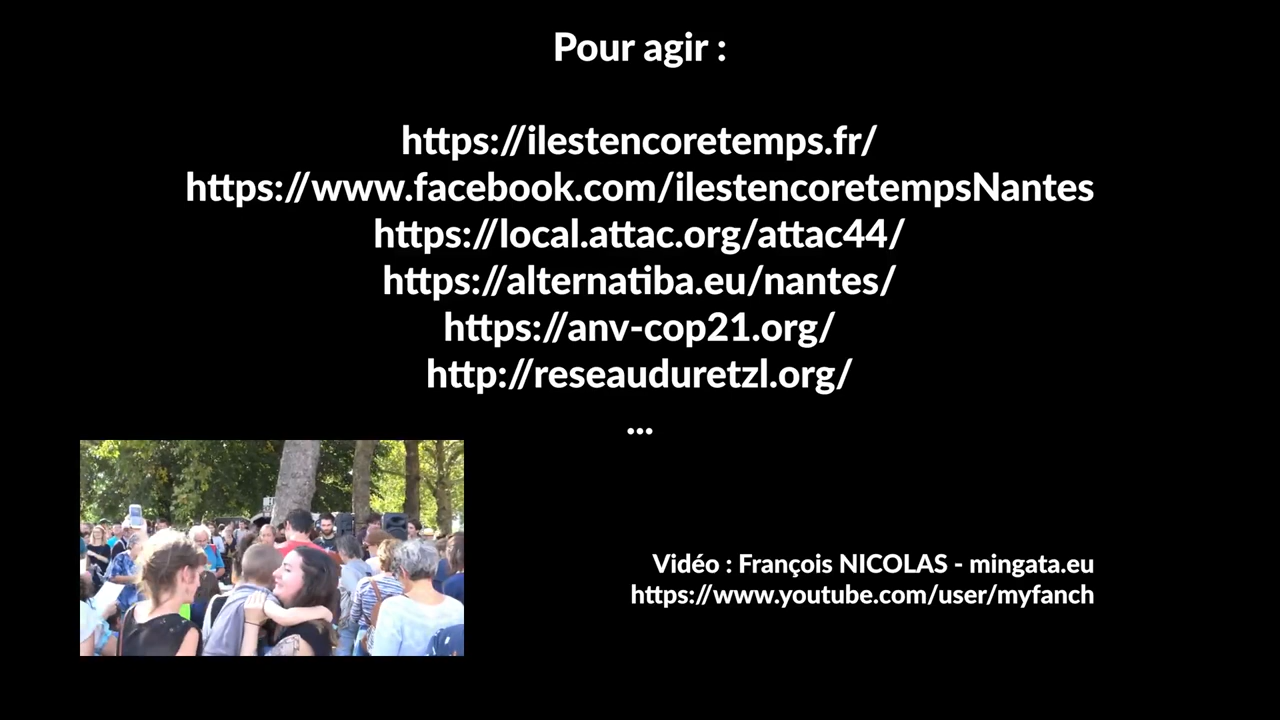 Pour agir :
https://ilestencoretemps.fr/
https://www.facebook.com/ilestencoretempsNantes
https://local.attac.org/attac44/
https://alternatiba.eu/nantes/
https://anv-cop21.org/
http://reseauduretzl.org/
...
Vidéo : François NICOLAS - mingata.eu
https://www.youtube.com/user/myfanch